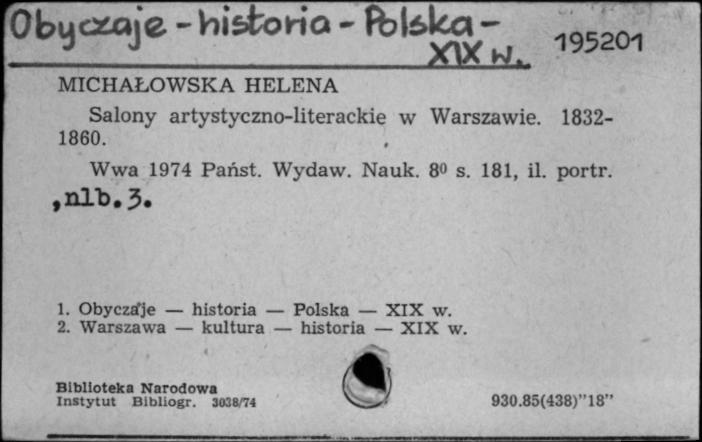 Obyczaje - historia - Polska -
XIX w. 195201
MICHAŁOWSKA HELENA
Salony artystyczno-literackie w Warszawie. 1832-
1860.
Wwa 1974 Państ. Wydaw. Nauk. 8⁰ s. 181, il. portr.
, nlb. 3.
1. Obyczaje — historia — Polska — XIX w.
2. Warszawa — kultura — historia — XIX w.
Biblioteka Narodowa
Instytut Bibliogr. 3038/74 930.85(438)"18"